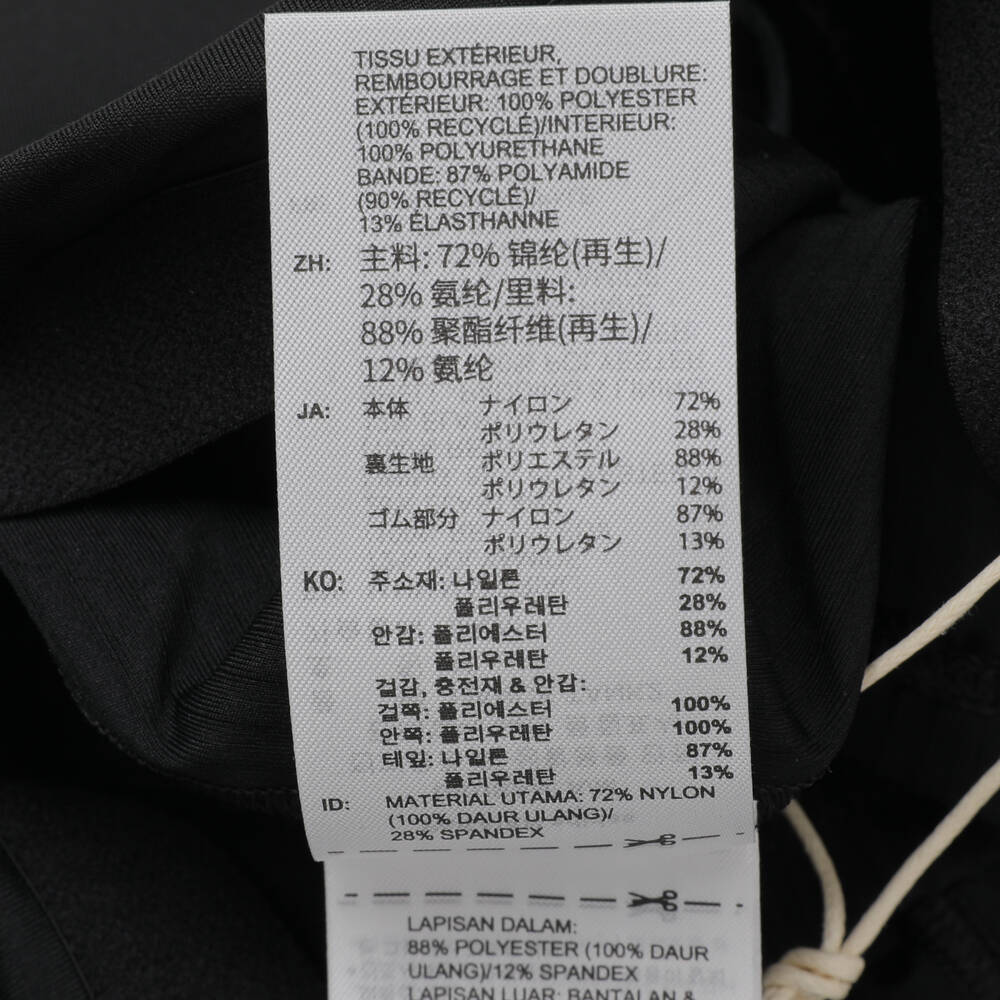 TISSU EXTÉRIEUR,
REMBOURRAGE ET DOUBLURE:
EXTÉRIEUR: 100% POLYESTER
(100% RECYCLÉ)/INTERIEUR:
100% POLYURETHANE
BANDE: 87% POLYAMIDE
(90% RECYCLÉ)/
13% ÉLASTHANNE
ZH: 主料: 72% 锦纶(再生)/
28% 氨纶/里料:
88% 聚酯纤维(再生)/
12% 氨纶
JA: 本体 ナイロン 72%
ポリウレタン 28%
裏生地 ポリエステル 88%
ポリウレタン 12%
ゴム部分 ナイロン 87%
ポリウレタン 13%
KO: 주소재: 나일론 72%
폴리우레탄 28%
안감: 폴리에스터 88%
폴리우레탄 12%
겉감, 충전재 & 안감:
겉쪽: 폴리에스터 100%
안쪽: 폴리우레탄 100%
테잎: 나일론 87%
폴리우레탄 13%
ID: MATERIAL UTAMA: 72% NYLON
(100% DAUR ULANG)/
28% SPANDEX
LAPISAN DALAM:
88% POLYESTER (100% DAUR
ULANG)/12% SPANDEX
LAPISAN LUAR: BANTALAN &